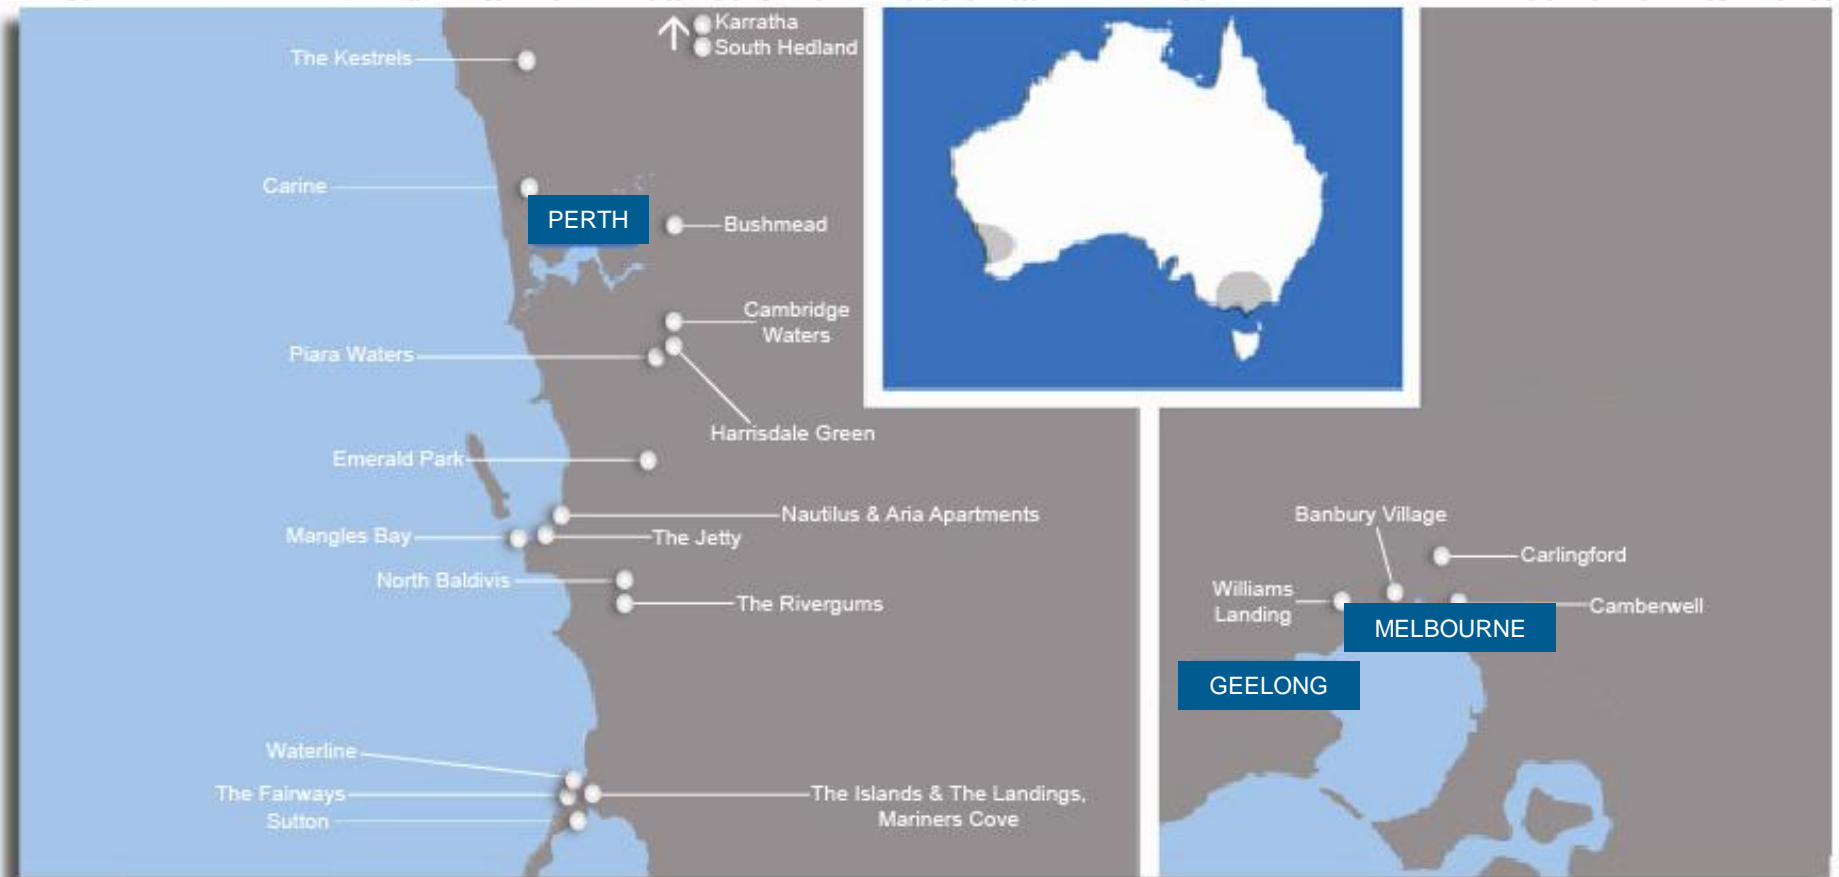 Karratha
South Hedland
The Kestrels
Carine
PERTH
Bushmead
Cambridge
Waters
Piara Waters
Harrisdale Green
Emerald Park
Nautilus & Aria Apartments
Mangles Bay
The Jetty
North Baldivis
The Rivergums
Waterline
The Fairways
The Islands & The Landings,
Mariners Cove
Sutton
Banbury Village
Carlingford
Williams
Landing
Camberwell
MELBOURNE
GEELONG